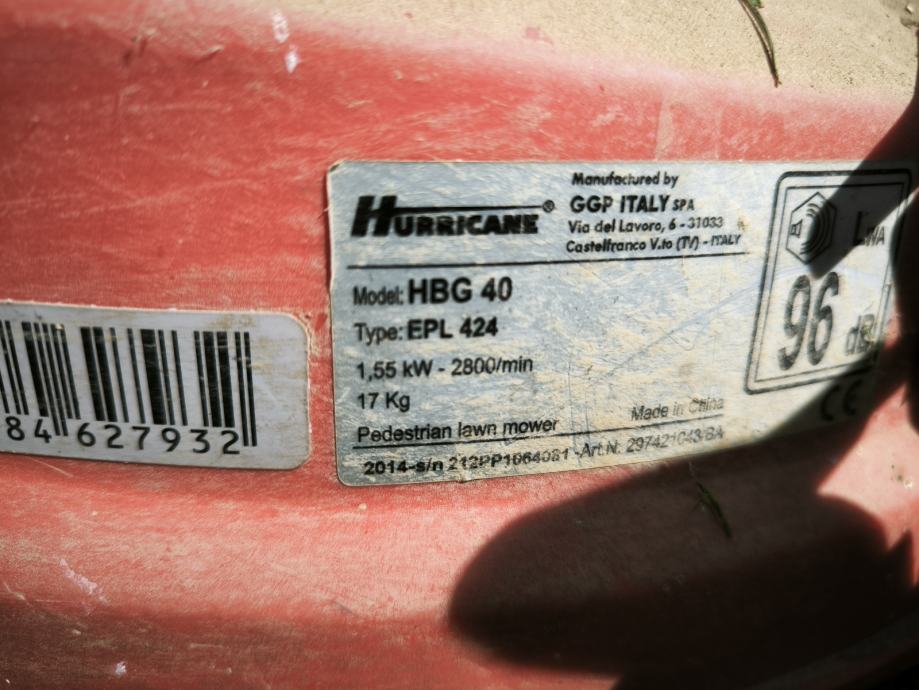 HURRICANE®
Manufactured by
GGP ITALY SPA
Via del Lavoro, 6 - 31033
Castelfranco V.to (TV) - ITALY
Model: HBG 40
Type: EPL 424
1,55 kW - 2800/min
17 Kg
Pedestrian lawn mower
Made in China
2014-s/n 212PP1064081 -Art.N. 297421043/BA
LWA
96 dB
CE
84 627932